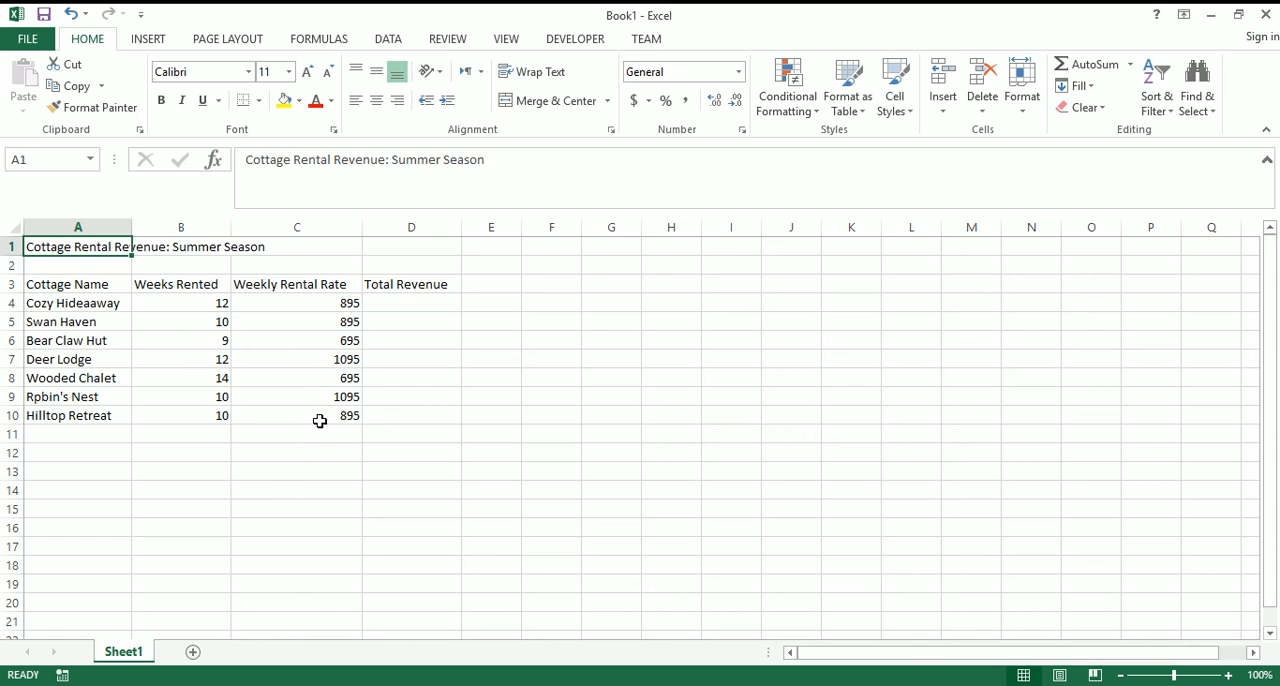 Book1 - Excel
?
FILE HOME INSERT PAGE LAYOUT FORMULAS DATA REVIEW VIEW DEVELOPER TEAM Sign in
Paste
Cut
Copy
Format Painter
Clipboard
Calibri 11
B I U
Font
Wrap Text
Merge & Center
Alignment
General
$ % ,
Number
Conditional Formatting
Format as Table
Cell Styles
Styles
Insert Delete Format
Cells
AutoSum
Fill
Clear
Sort & Filter
Find & Select
Editing
A1 fx Cottage Rental Revenue: Summer Season
A B C D E F G H I J K L M N O P Q
1 Cottage Rental Revenue: Summer Season
2
3 Cottage Name Weeks Rented Weekly Rental Rate Total Revenue
4 Cozy Hideaaway 12 895
5 Swan Haven 10 895
6 Bear Claw Hut 9 695
7 Deer Lodge 12 1095
8 Wooded Chalet 14 695
9 Rpbin's Nest 10 1095
10 Hilltop Retreat 10 895
11
12
13
14
15
16
17
18
19
20
21
Sheet1
READY 100%